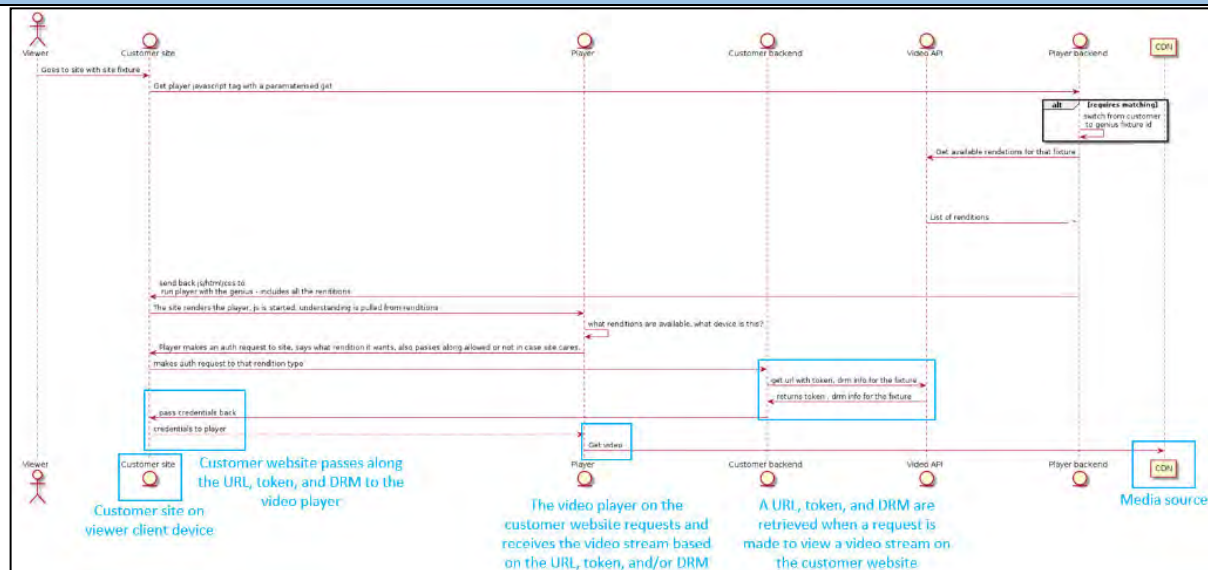 Viewer
Customer site
Player
Customer backend
Video API
Player backend
CDN
Goes to site with site fixture
Get player javascript tag with a paramaterised get
alt
[requires matching]
switch from customer
to genius fixture id
Get available renditions for that fixture
List of renditions
send back js/html/css to
run player with the genius - includes all the renditions
The site renders the player, js is started, understanding is pulled from renditions
what renditions are available, what device is this?
Player makes an auth request to site, says what rendition it wants, also passes along allowed or not in case site cares.
makes auth request to that rendition type
get url with token, drm info for the fixture
returns token , drm info for the fixture
pass credentials back
credentials to player
Get video
Viewer
Customer site
Player
Customer backend
Video API
Player backend
CDN
Customer site on
viewer client device
Customer website passes along
the URL, token, and DRM to the
video player
The video player on the
customer website requests and
receives the video stream based
on the URL, token, and/or DRM
A URL, token, and DRM are
retrieved when a request is
made to view a video stream on
the customer website
Media source